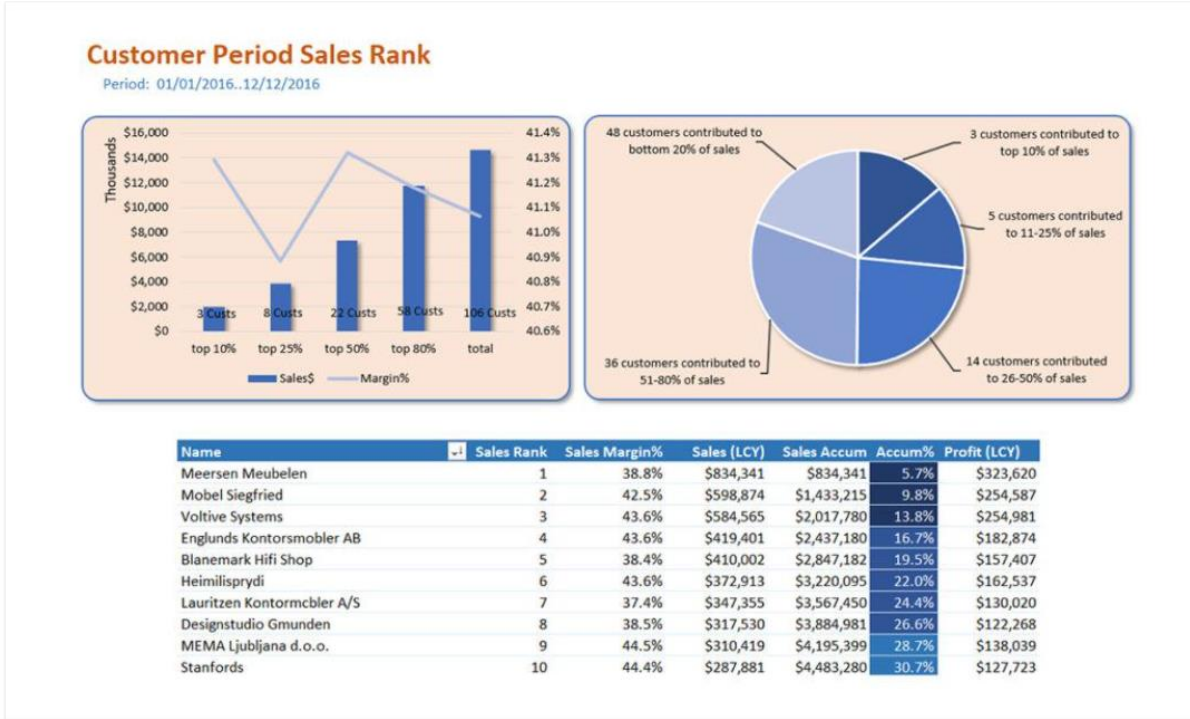 Customer Period Sales Rank
Period: 01/01/2016..12/12/2016
Thousands
$16,000
$14,000
$12,000
$10,000
$8,000
$6,000
$4,000
$2,000
$0
41.4%
41.3%
41.2%
41.1%
41.0%
40.9%
40.8%
40.7%
40.6%
3 Custs 8 Custs 22 Custs 58 Custs 106 Custs
top 10% top 25% top 50% top 80% total
Sales$ Margin%
48 customers contributed to
bottom 20% of sales
3 customers contributed to
top 10% of sales
5 customers contributed
to 11-25% of sales
36 customers contributed to
51-80% of sales
14 customers contributed
to 26-50% of sales
Name Sales Rank Sales Margin% Sales (LCY) Sales Accum Accum% Profit (LCY)
Meersen Meubelen 1 38.8% $834,341 $834,341 5.7% $323,620
Mobel Siegfried 2 42.5% $598,874 $1,433,215 9.8% $254,587
Voltive Systems 3 43.6% $584,565 $2,017,780 13.8% $254,981
Englunds Kontorsmobler AB 4 43.6% $419,401 $2,437,180 16.7% $182,874
Blanemark Hifi Shop 5 38.4% $410,002 $2,847,182 19.5% $157,407
Heimilisprydi 6 43.6% $372,913 $3,220,095 22.0% $162,537
Lauritzen Kontormcbler A/S 7 37.4% $347,355 $3,567,450 24.4% $130,020
Designstudio Gmunden 8 38.5% $317,530 $3,884,981 26.6% $122,268
MEMA Ljubljana d.o.o. 9 44.5% $310,419 $4,195,399 28.7% $138,039
Stanfords 10 44.4% $287,881 $4,483,280 30.7% $127,723